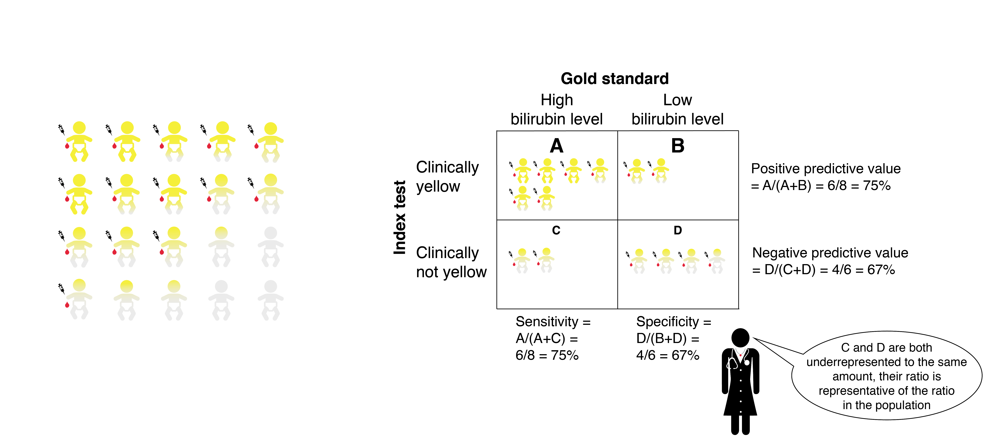 Gold standard
High
bilirubin level
Low
bilirubin level
Index test
Clinically
yellow
A
B
Positive predictive value
= A/(A+B) = 6/8 = 75%
Clinically
not yellow
C
D
Negative predictive value
= D/(C+D) = 4/6 = 67%
Sensitivity =
A/(A+C) =
6/8 = 75%
Specificity =
D/(B+D) =
4/6 = 67%
C and D are both
underrepresented to the same
amount, their ratio is
representative of the ratio
in the population